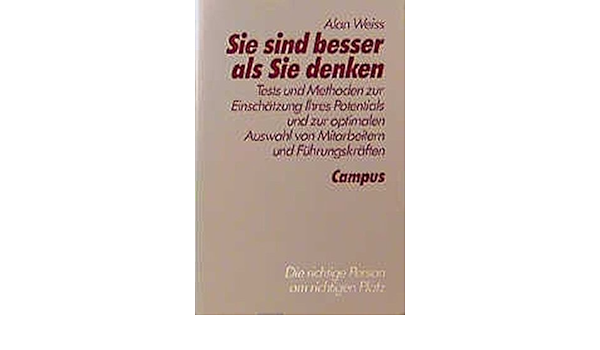 Alan Weiss
Sie sind besser
als Sie denken
Tests und Methoden zur
Einschätzung Ihres Potentials
und zur optimalen
Auswahl von Mitarbeitern
und Führungskräften
Campus
Die richtige Person
am richtigen Platz